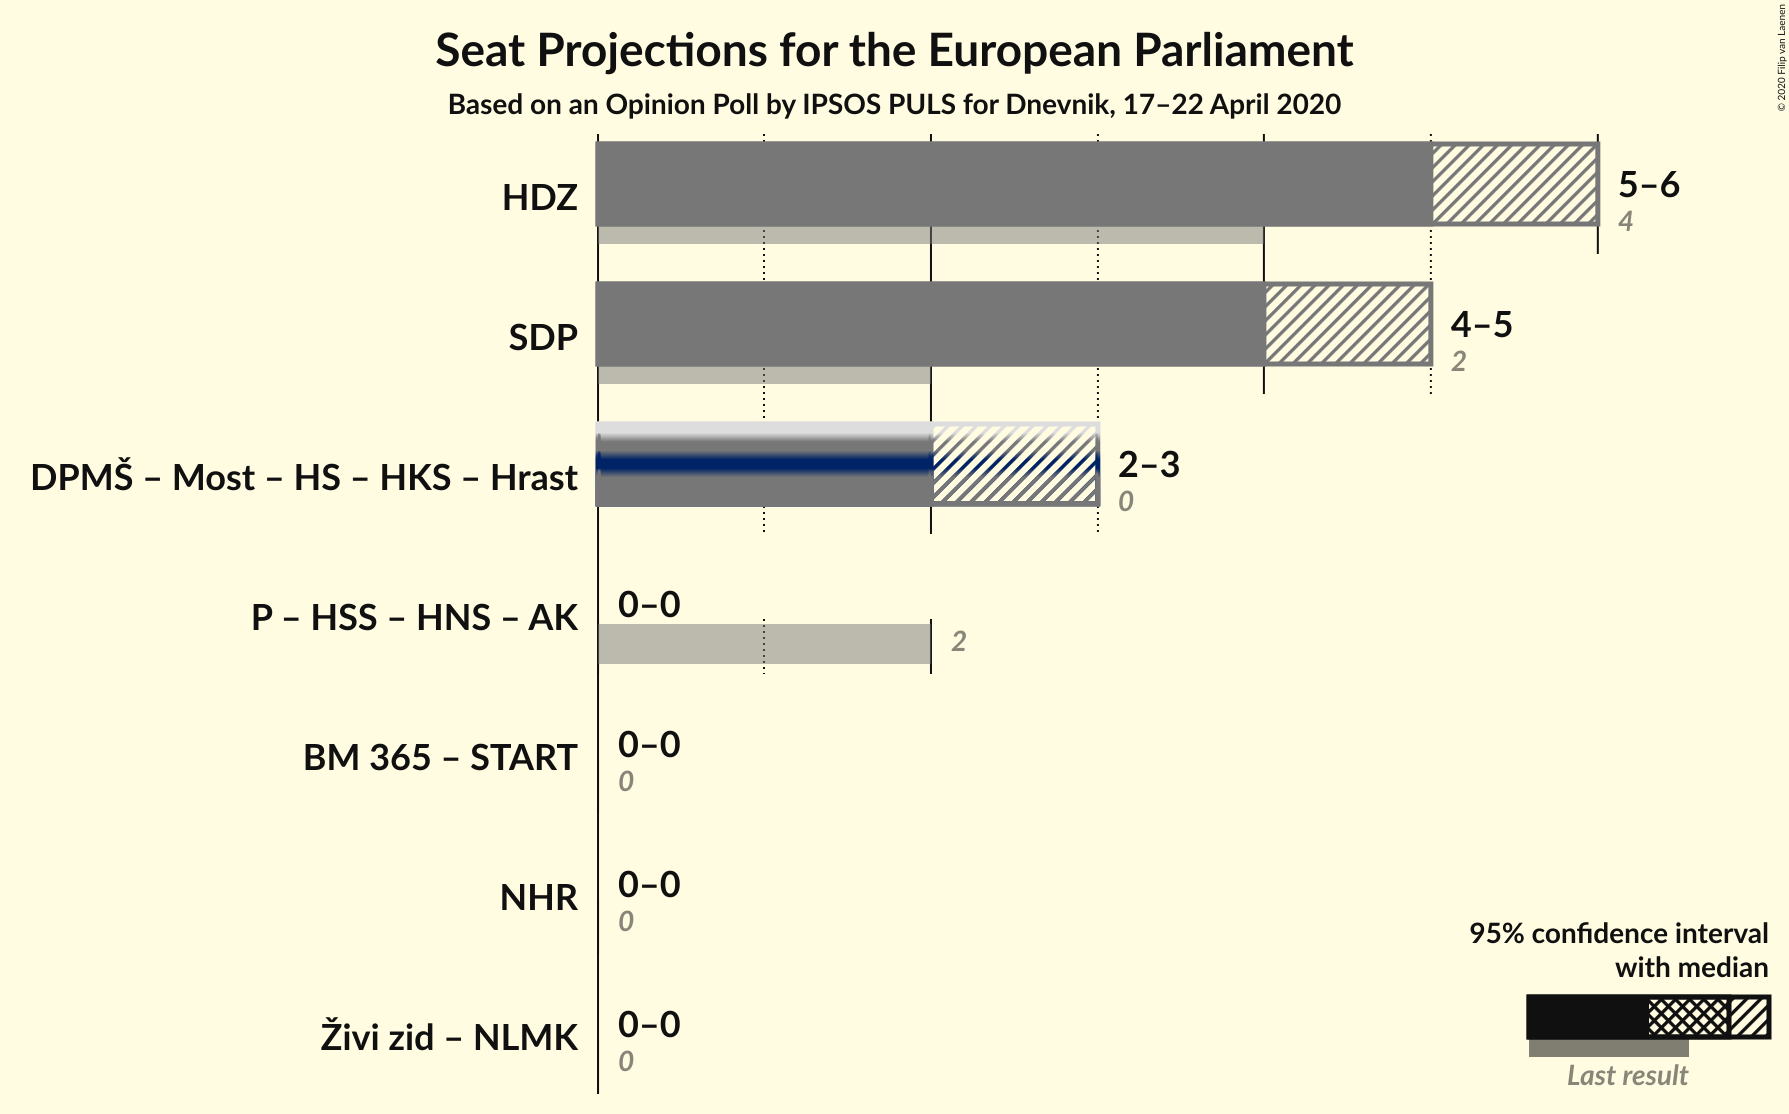 Seat Projections for the European Parliament
Based on an Opinion Poll by IPSOS PULS for Dnevnik, 17–22 April 2020
© 2020 Filip van Laenen
HDZ
5–6
4
SDP
4–5
2
DPMŠ – Most – HS – HKS – Hrast
2–3
0
P – HSS – HNS – AK
0–0
2
BM 365 – START
0–0
0
NHR
0–0
0
Živi zid – NLMK
0–0
0
95% confidence interval
with median
Last result